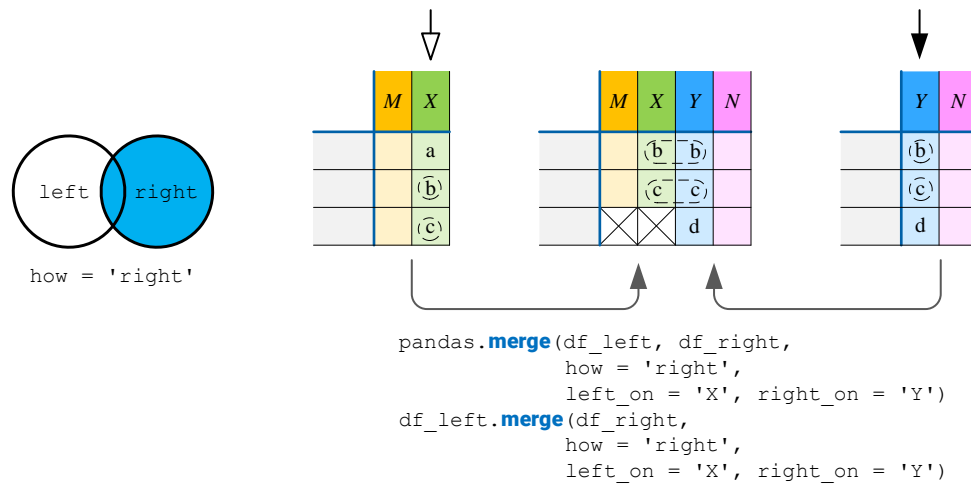 left right
how = 'right'
M X
a
b
c
M X Y N
b b
c c
d
Y N
b
c
d
pandas.merge(df_left, df_right,
how = 'right',
left_on = 'X', right_on = 'Y')
df_left.merge(df_right,
how = 'right',
left_on = 'X', right_on = 'Y')